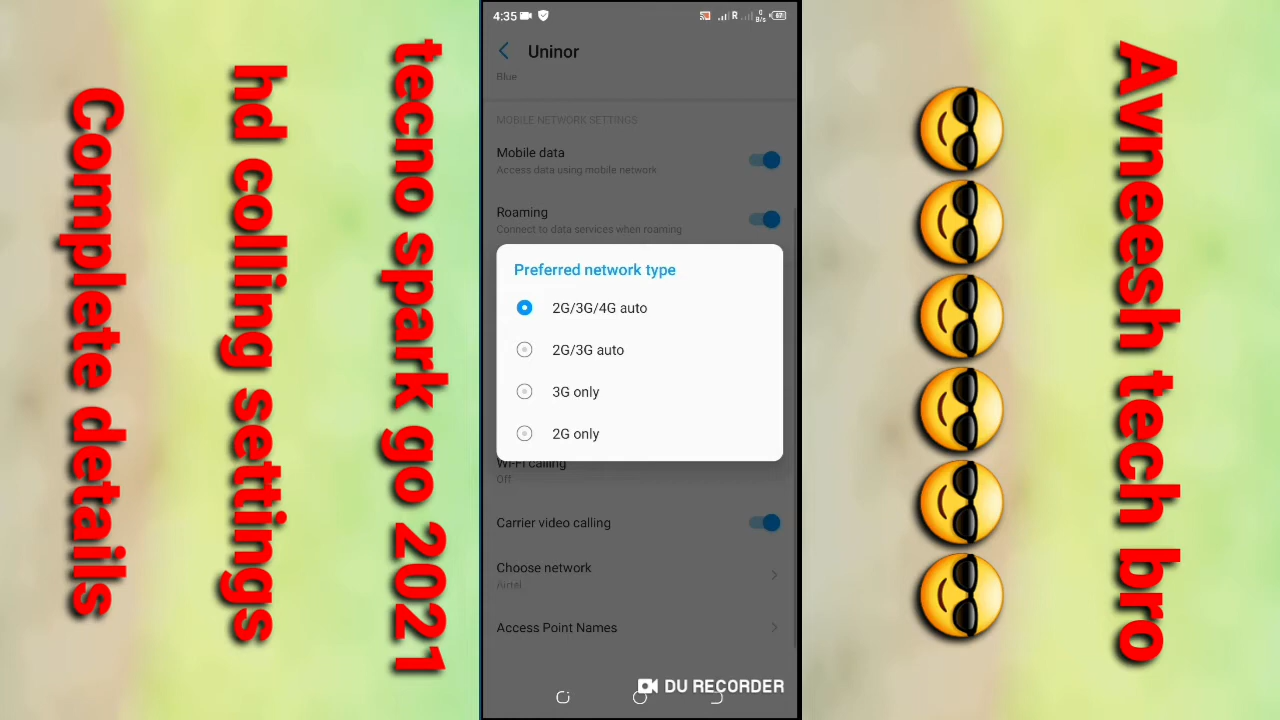 Complete details
hd colling settings
tecno spark go 2021
4:35
R
0
B/s
67
Uninor
Blue
MOBILE NETWORK SETTINGS
Mobile data
Access data using mobile network
Roaming
Connect to data services when roaming
Preferred network type
2G/3G/4G auto
2G/3G auto
3G only
2G only
Wi-Fi calling
Off
Carrier video calling
Choose network
Airtel
Access Point Names
DU RECORDER
Avneesh tech bro